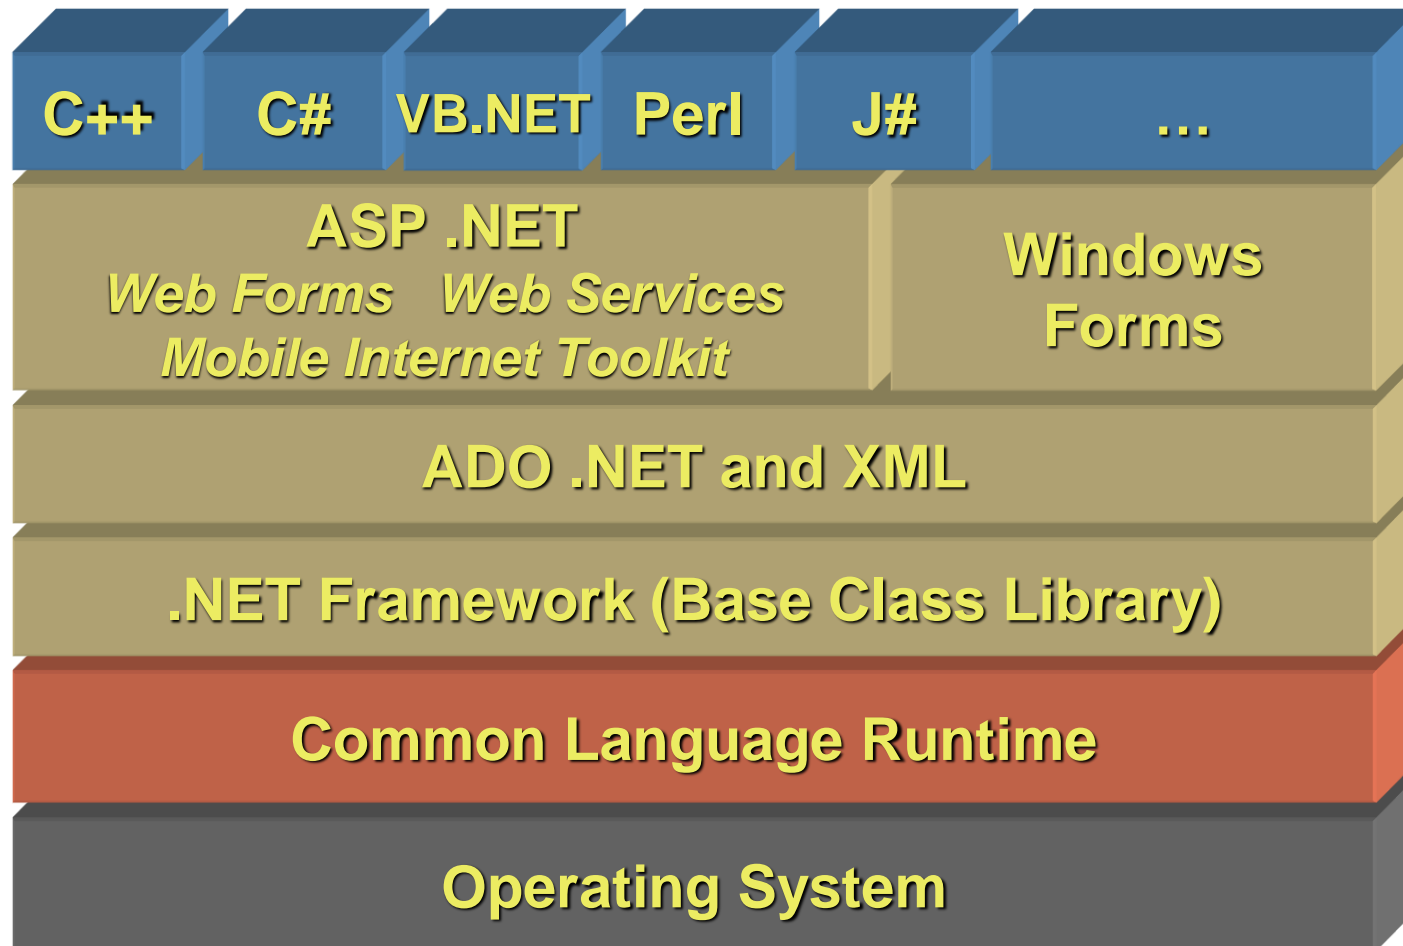 C++ C# VB.NET Perl J# ...
ASP .NET
Web Forms Web Services
Mobile Internet Toolkit
Windows
Forms
ADO .NET and XML
.NET Framework (Base Class Library)
Common Language Runtime
Operating System